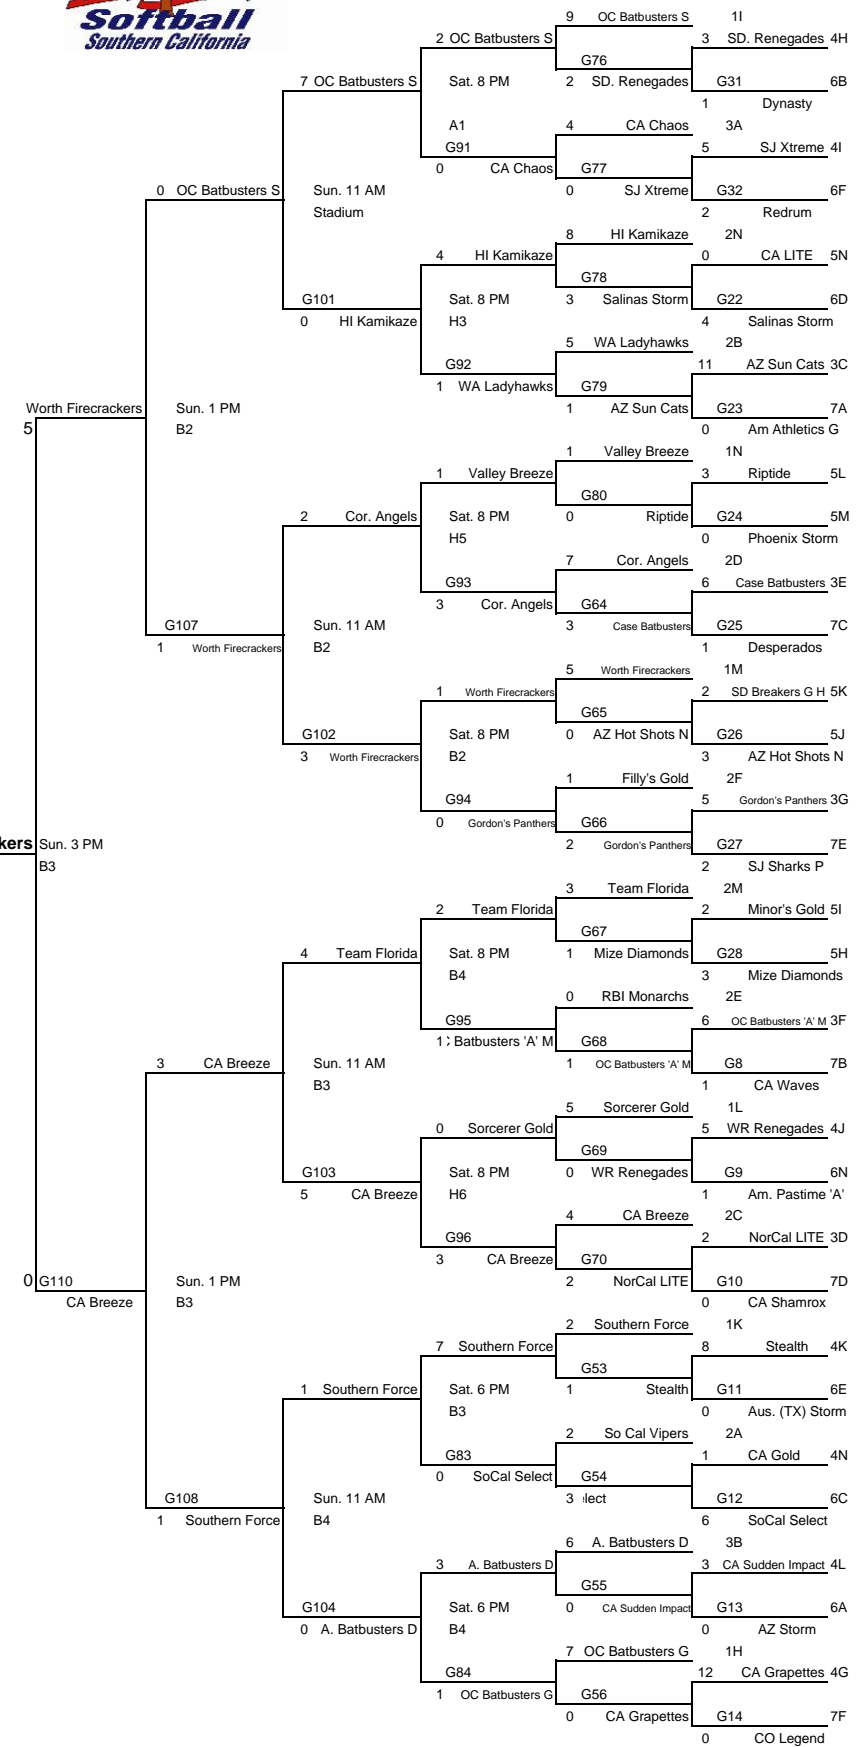 Softball
Southern California
9 OC Batbusters S 1I
2 OC Batbusters S
3 SD. Renegades 4H
G76
7 OC Batbusters S
Sat. 8 PM
2 SD. Renegades
G31 6B
1 Dynasty
A1
4 CA Chaos 3A
G91
5 SJ Xtreme 4I
0 CA Chaos
G77
0 OC Batbusters S
Sun. 11 AM
0 SJ Xtreme
G32 6F
Stadium
2 Redrum
8 HI Kamikaze 2N
4 HI Kamikaze
0 CA LITE 5N
G78
G101
Sat. 8 PM
3 Salinas Storm
G22 6D
0 HI Kamikaze
H3
4 Salinas Storm
5 WA Ladyhawks 2B
G92
11 AZ Sun Cats 3C
1 WA Ladyhawks
G79
Worth Firecrackers
Sun. 1 PM
1 AZ Sun Cats
G23 7A
5
B2
0 Am Athletics G
1 Valley Breeze 1N
1 Valley Breeze
3 Riptide 5L
G80
2 Cor. Angels
Sat. 8 PM
0 Riptide
G24 5M
H5
0 Phoenix Storm
7 Cor. Angels 2D
G93
6 Case Batbusters 3E
3 Cor. Angels
G64
G107
Sun. 11 AM
3 Case Batbusters
G25 7C
1 Worth Firecrackers
B2
1 Desperados
5 Worth Firecrackers 1M
1 Worth Firecrackers
2 SD Breakers G H 5K
G65
G102
Sat. 8 PM
0 AZ Hot Shots N
G26 5J
3 Worth Firecrackers
B2
3 AZ Hot Shots N
1 Filly's Gold 2F
G94
5 Gordon's Panthers 3G
0 Gordon's Panthers
G66
kers Sun. 3 PM
2 Gordon's Panthers
G27 7E
B3
2 SJ Sharks P
3 Team Florida 2M
2 Team Florida
2 Minor's Gold 5I
G67
4 Team Florida
Sat. 8 PM
1 Mize Diamonds
G28 5H
B4
3 Mize Diamonds
0 RBI Monarchs 2E
G95
6 OC Batbusters 'A' M 3F
1 Batbusters 'A' M
G68
3 CA Breeze
Sun. 11 AM
1 OC Batbusters 'A' M
G8 7B
B3
1 CA Waves
5 Sorcerer Gold 1L
0 Sorcerer Gold
5 WR Renegades 4J
G69
G103
Sat. 8 PM
0 WR Renegades
G9 6N
5 CA Breeze
H6
1 Am. Pastime 'A'
4 CA Breeze 2C
G96
2 NorCal LITE 3D
3 CA Breeze
G70
0 G110
Sun. 1 PM
2 NorCal LITE
G10 7D
CA Breeze
B3
0 CA Shamrox
2 Southern Force 1K
7 Southern Force
8 Stealth 4K
G53
1 Southern Force
Sat. 6 PM
1 Stealth
G11 6E
B3
0 Aus. (TX) Storm
2 So Cal Vipers 2A
G83
1 CA Gold 4N
0 SoCal Select
G54
G108
Sun. 11 AM
3 lect
G12 6C
1 Southern Force
B4
6 SoCal Select
6 A. Batbusters D 3B
3 A. Batbusters D
3 CA Sudden Impact 4L
G55
G104
Sat. 6 PM
0 CA Sudden Impact
G13 6A
0 A. Batbusters D
B4
0 AZ Storm
7 OC Batbusters G 1H
G84
12 CA Grapettes 4G
1 OC Batbusters G
G56
0 CA Grapettes
G14 7F
0 CO Legend